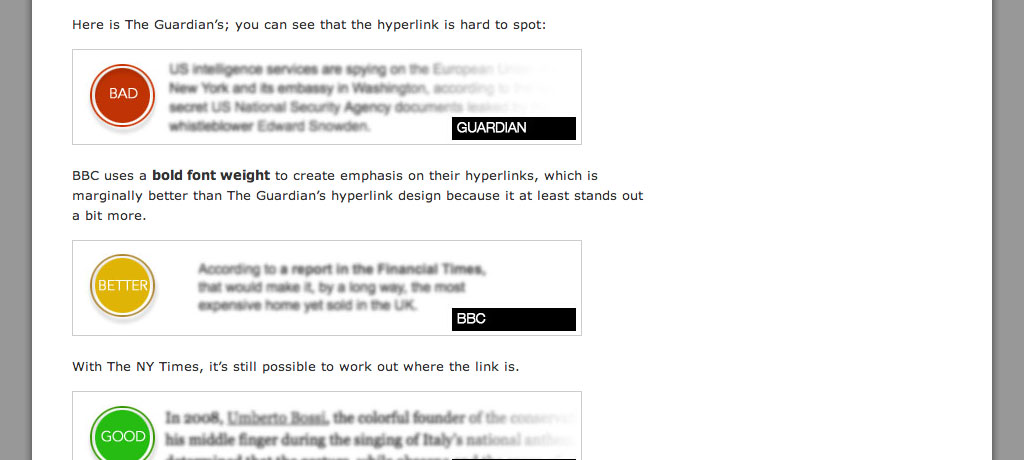 Here is The Guardian’s; you can see that the hyperlink is hard to spot:
BAD
US intelligence services are spying on the European Union
New York and its embassy in Washington, according to the
secret US National Security Agency documents leaked by the
whistleblower Edward Snowden.
GUARDIAN
BBC uses a bold font weight to create emphasis on their hyperlinks, which is
marginally better than The Guardian’s hyperlink design because it at least stands out
a bit more.
BETTER
According to a report in the Financial Times,
that would make it, by a long way, the most
expensive home yet sold in the UK.
BBC
With The NY Times, it’s still possible to work out where the link is.
GOOD
In 2008, Umberto Bossi, the colorful founder of the
his middle finger during the singing of Italy’s national